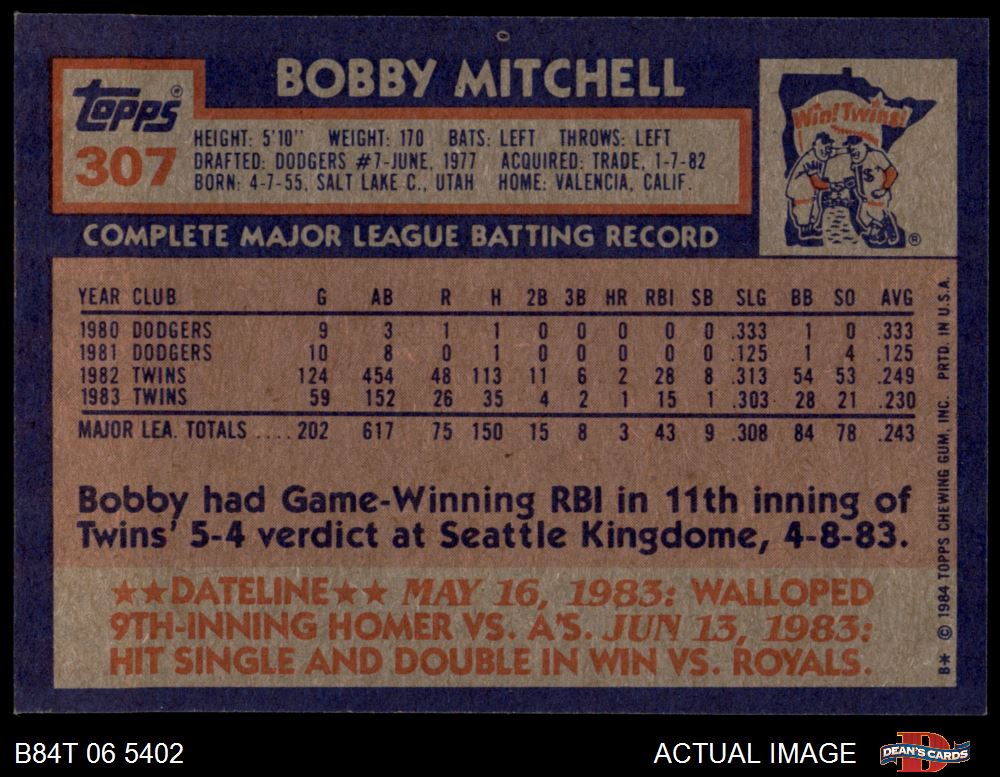 BOBBY MITCHELL
TOPPS®
307
HEIGHT: 5'10" WEIGHT: 170 BATS: LEFT THROWS: LEFT
DRAFTED: DODGERS #7-JUNE, 1977 ACQUIRED: TRADE, 1-7-82
BORN: 4-7-55, SALT LAKE C., UTAH HOME: VALENCIA, CALIF.
Win! Twins!
®
COMPLETE MAJOR LEAGUE BATTING RECORD
YEAR CLUB G AB R H 2B 3B HR RBI SB SLG BB SO AVG
1980 DODGERS 9 3 1 1 0 0 0 0 0 .333 1 0 .333
1981 DODGERS 10 8 0 1 0 0 0 0 0 .125 1 4 .125
1982 TWINS 124 454 48 113 11 6 2 28 8 .313 54 53 .249
1983 TWINS 59 152 26 35 4 2 1 15 1 .303 28 21 .230
MAJOR LEA. TOTALS .... 202 617 75 150 15 8 3 43 9 .308 84 78 .243
Bobby had Game-Winning RBI in 11th inning of
Twins' 5-4 verdict at Seattle Kingdome, 4-8-83.
★★DATELINE★★ MAY 16, 1983: WALLOPED
9TH-INNING HOMER VS. A'S. JUN 13, 1983:
HIT SINGLE AND DOUBLE IN WIN VS. ROYALS.
B* © 1984 TOPPS CHEWING GUM, INC. PRTD. IN U.S.A.
B84T 06 5402
ACTUAL IMAGE
DEAN'S CARDS